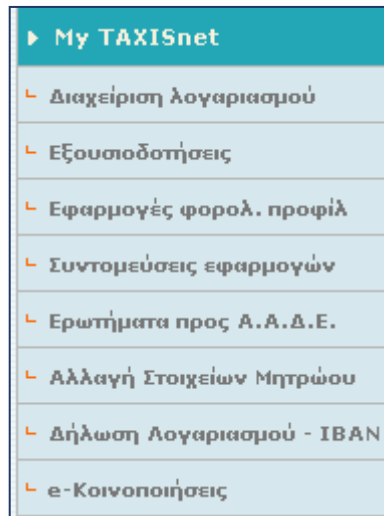 My TAXISnet
Διαχείριση λογαριασμού
Εξουσιοδοτήσεις
Εφαρμογές φορολ. προφίλ
Συντομεύσεις εφαρμογών
Ερωτήματα προς Α.Α.Δ.Ε.
Αλλαγή Στοιχείων Μητρώου
Δήλωση Λογαριασμού - IBAN
e-Κοινοποιήσεις